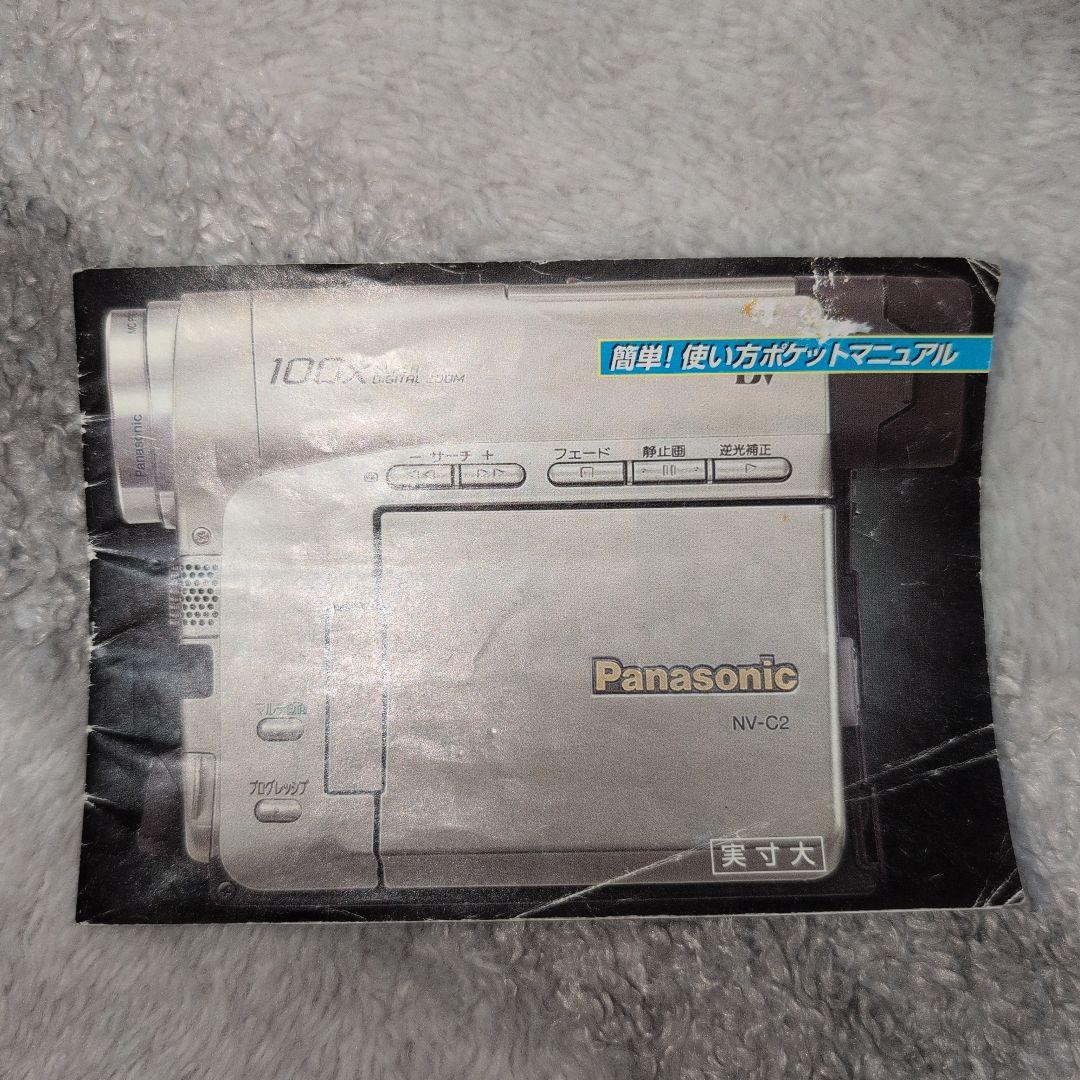 簡単! 使い方ポケットマニュアル
100X
DIGITAL ZOOM
DV
Panasonic
− サーチ +
フェード
静止画
逆光補正
Panasonic
NV-C2
プログレッシブ
実寸大